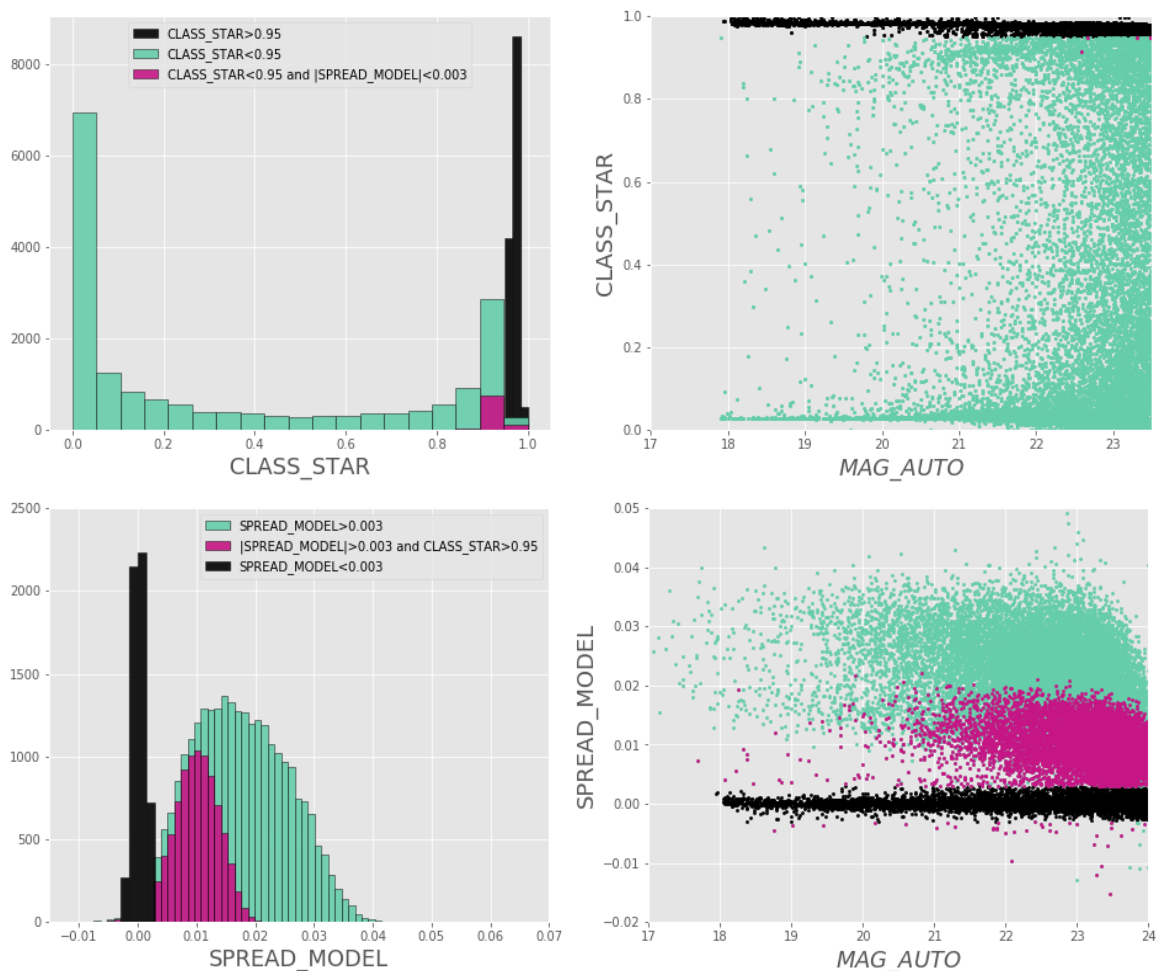 CLASS_STAR>0.95
CLASS_STAR<0.95
CLASS_STAR<0.95 and |SPREAD_MODEL|<0.003
8000
6000
4000
2000
0
0.0 0.2 0.4 0.6 0.8 1.0
CLASS_STAR
1.0
0.8
0.6
0.4
0.2
0.0
CLASS_STAR
17 18 19 20 21 22 23
MAG_AUTO
SPREAD_MODEL>0.003
|SPREAD_MODEL|>0.003 and CLASS_STAR>0.95
SPREAD_MODEL<0.003
2500
2000
1500
1000
500
0
−0.01 0.00 0.01 0.02 0.03 0.04 0.05 0.06 0.07
SPREAD_MODEL
0.05
0.04
0.03
0.02
0.01
0.00
−0.01
−0.02
SPREAD_MODEL
17 18 19 20 21 22 23 24
MAG_AUTO